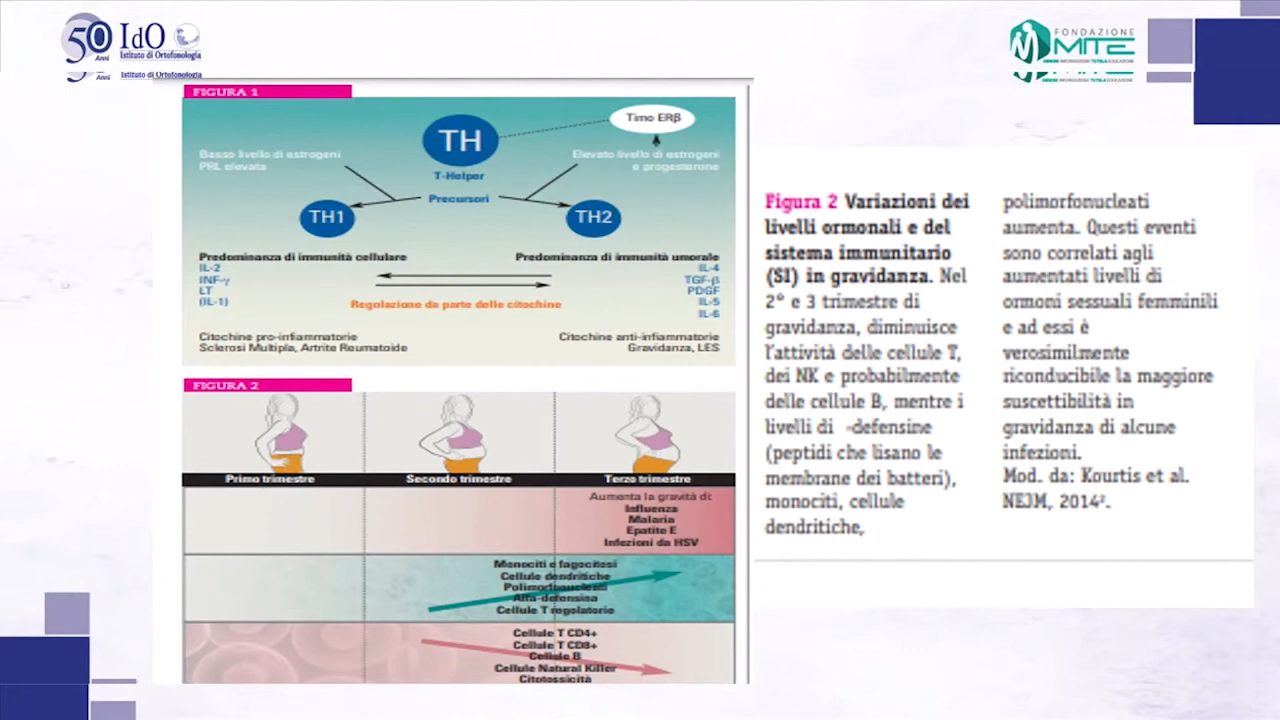 50 IdO
Anni Istituto di Ortofonologia
Anni Istituto di Ortofonologia
FONDAZIONE
MITE
FIGURA 1
TH
Timo ERβ
Basso livello di estrogeni
PRL elevata
Elevato livello di estrogeni
e progesterone
T-Helper
Precursori
TH1
TH2
Predominanza di immunità cellulare
IL-2
INF-γ
LT
(IL-1)
Predominanza di immunità umorale
IL-4
TGF-β
PDGF
IL-5
IL-6
Regolazione da parte delle citochine
Citochine pro-infiammatorie
Sclerosi Multipla, Artrite Reumatoide
Citochine anti-infiammatorie
Gravidanza, LES
FIGURA 2
Primo trimestre
Secondo trimestre
Terzo trimestre
Aumenta la gravità di:
Influenza
Malaria
Epatite E
Infezioni da HSV
Monociti e fagocitosi
Cellule dendritiche
Polimorfonucleati
Alfa-defensina
Cellule T regolatorie
Cellule T CD4+
Cellule T CD8+
Cellule B
Cellule Natural Killer
Citotossicità
Figura 2 Variazioni dei
livelli ormonali e del
sistema immunitario
(SI) in gravidanza. Nel
2° e 3 trimestre di
gravidanza, diminuisce
l'attività delle cellule T,
dei NK e probabilmente
delle cellule B, mentre i
livelli di -defensine
(peptidi che lisano le
membrane dei batteri),
monociti, cellule
dendritiche,
polimorfonucleati
aumenta. Questi eventi
sono correlati agli
aumentati livelli di
ormoni sessuali femminili
e ad essi è
verosimilmente
riconducibile la maggiore
suscettibilità in
gravidanza di alcune
infezioni.
Mod. da: Kourtis et al.
NEJM, 2014².